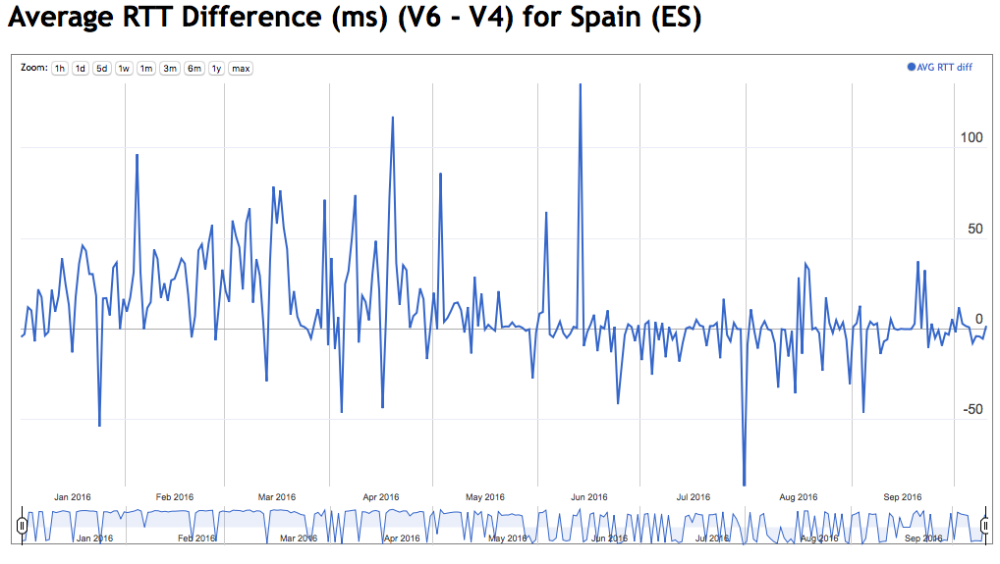 Average RTT Difference (ms) (V6 - V4) for Spain (ES)
Zoom: 1h 1d 5d 1w 1m 3m 6m 1y max
AVG RTT diff
100
50
0
-50
Jan 2016 Feb 2016 Mar 2016 Apr 2016 May 2016 Jun 2016 Jul 2016 Aug 2016 Sep 2016
Jan 2016 Feb 2016 Mar 2016 Apr 2016 May 2016 Jun 2016 Jul 2016 Aug 2016 Sep 2016